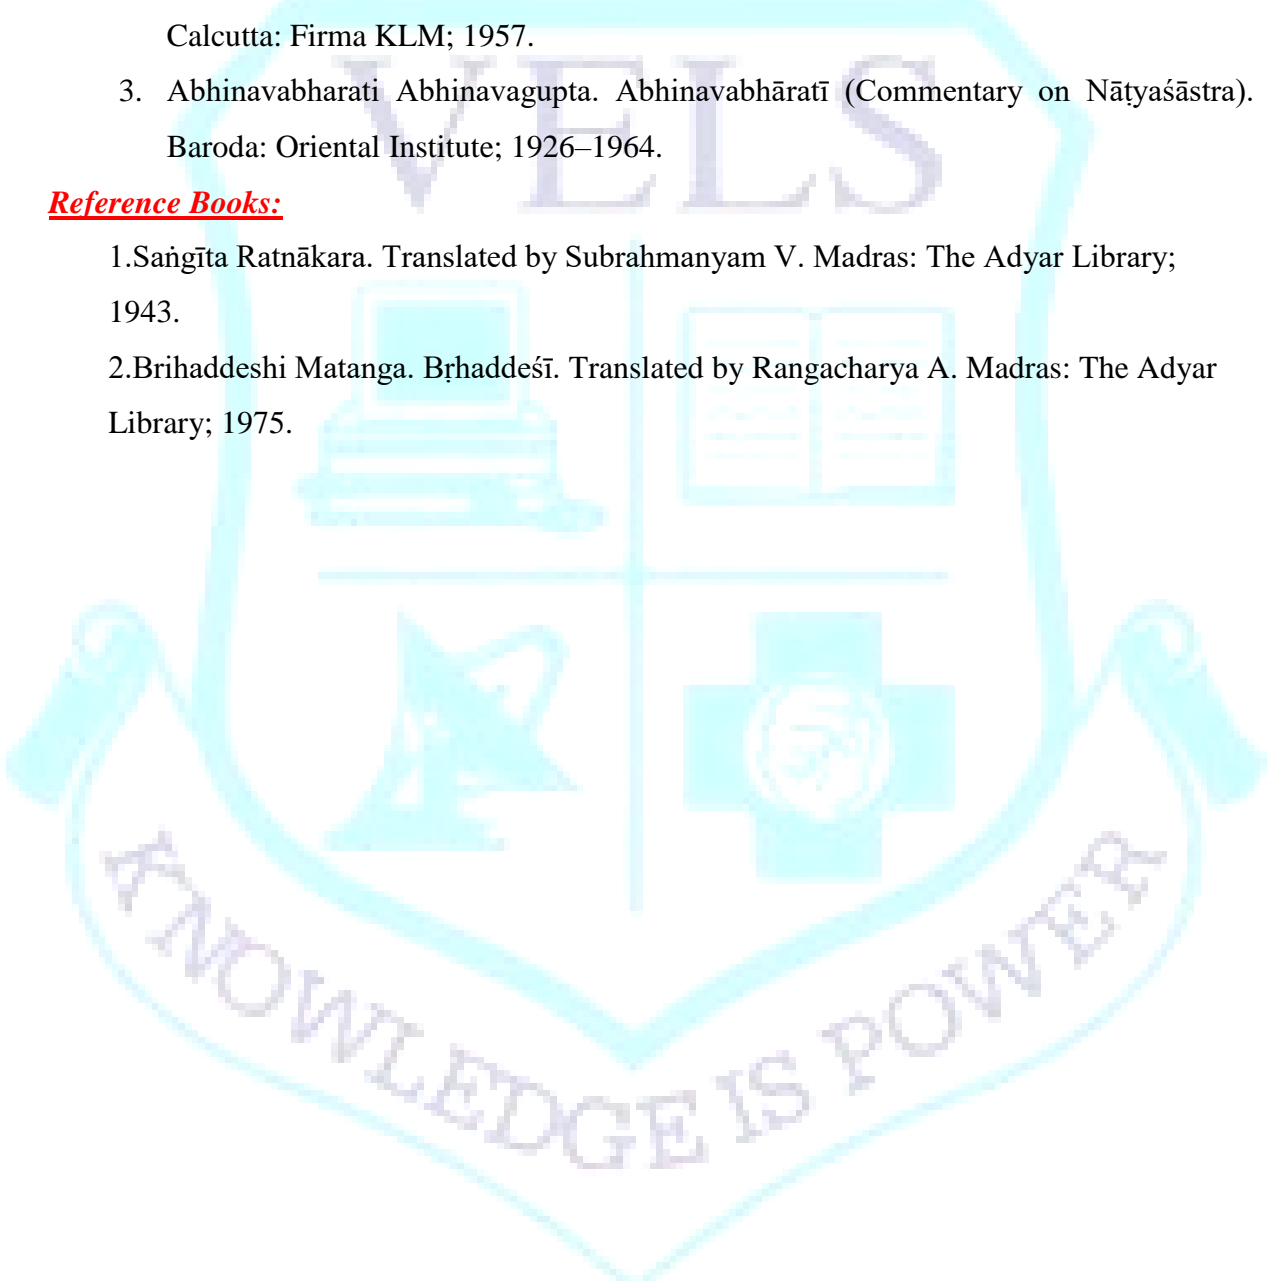 Calcutta: Firma KLM; 1957.
3. Abhinavabharati Abhinavagupta. Abhinavabhāratī (Commentary on Nāṭyaśāstra).
Baroda: Oriental Institute; 1926–1964.
Reference Books:
1.Saṅgīta Ratnākara. Translated by Subrahmanyam V. Madras: The Adyar Library;
1943.
2.Brihaddeshi Matanga. Bṛhaddeśī. Translated by Rangacharya A. Madras: The Adyar
Library; 1975.
VELS
KNOWLEDGE IS POWER